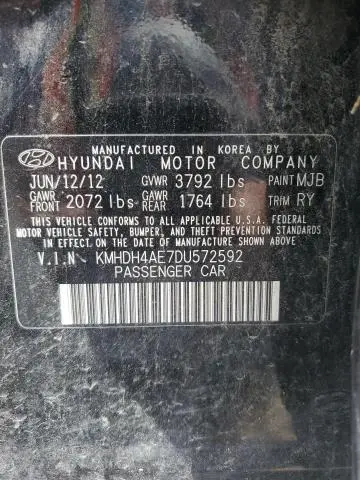 MANUFACTURED IN KOREA BY
HYUNDAI MOTOR COMPANY
JUN/12/12 GVWR 3792 lbs PAINT MJB
GAWR FRONT 2072 lbs GAWR REAR 1764 lbs TRIM RY
THIS VEHICLE CONFORMS TO ALL APPLICABLE U.S.A. FEDERAL
MOTOR VEHICLE SAFETY, BUMPER, AND THEFT PREVENTION
STANDARDS IN EFFECT ON THE DATE OF MANUFACTURE SHOWN ABOVE.
V.I.N KMHDH4AE7DU572592
PASSENGER CAR